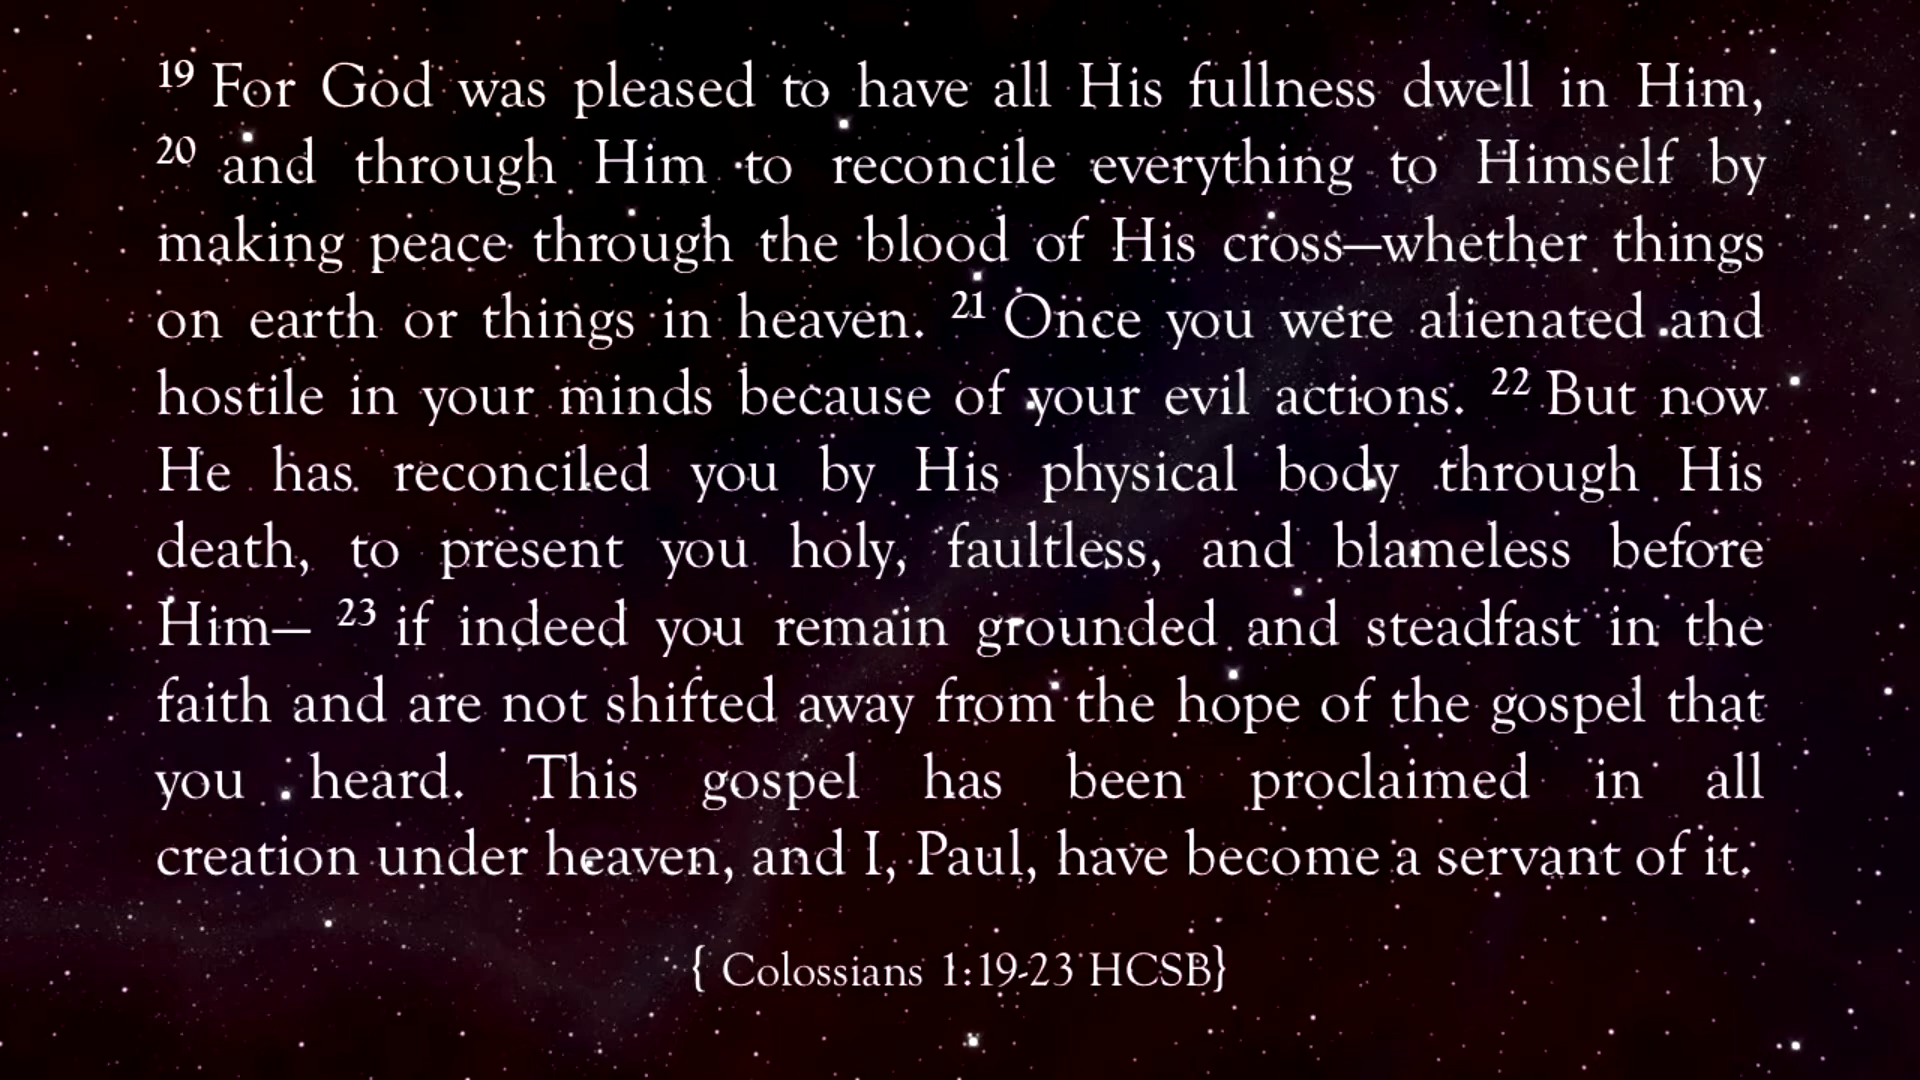 19 For God was pleased to have all His fullness dwell in Him,
20 and through Him to reconcile everything to Himself by
making peace through the blood of His cross—whether things
on earth or things in heaven. 21 Once you were alienated and
hostile in your minds because of your evil actions. 22 But now
He has reconciled you by His physical body through His
death, to present you holy, faultless, and blameless before
Him— 23 if indeed you remain grounded and steadfast in the
faith and are not shifted away from the hope of the gospel that
you heard. This gospel has been proclaimed in all
creation under heaven, and I, Paul, have become a servant of it.
{ Colossians 1:19-23 HCSB}